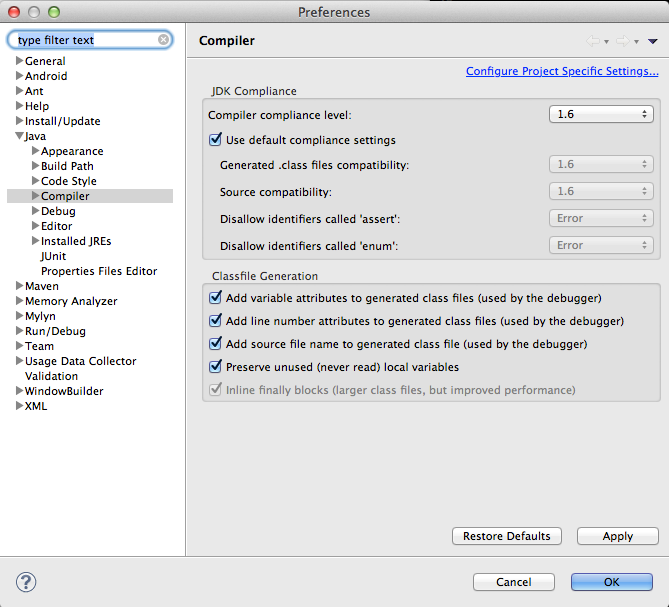 Preferences
type filter text
General
Android
Ant
Help
Install/Update
Java
Appearance
Build Path
Code Style
Compiler
Debug
Editor
Installed JREs
JUnit
Properties Files Editor
Maven
Memory Analyzer
Mylyn
Run/Debug
Team
Usage Data Collector
Validation
WindowBuilder
XML
Compiler
Configure Project Specific Settings...
JDK Compliance
Compiler compliance level: 1.6
Use default compliance settings
Generated .class files compatibility: 1.6
Source compatibility: 1.6
Disallow identifiers called 'assert': Error
Disallow identifiers called 'enum': Error
Classfile Generation
Add variable attributes to generated class files (used by the debugger)
Add line number attributes to generated class files (used by the debugger)
Add source file name to generated class file (used by the debugger)
Preserve unused (never read) local variables
Inline finally blocks (larger class files, but improved performance)
Restore Defaults Apply
? Cancel OK